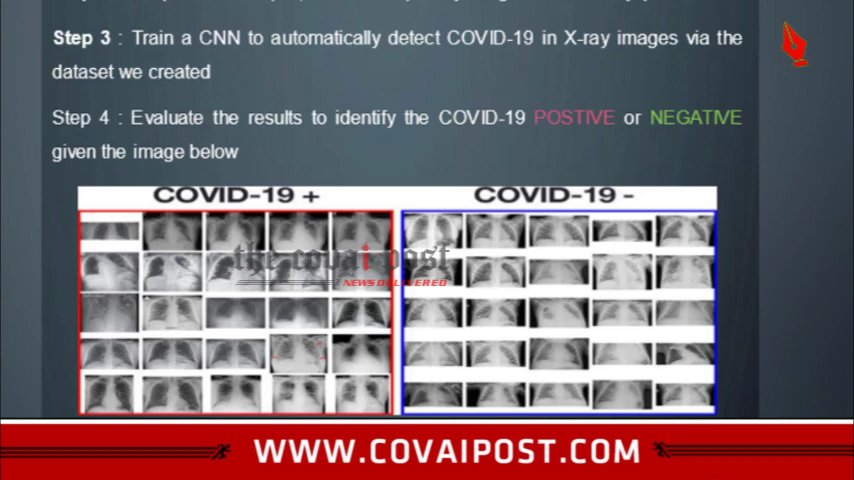 Step 3 : Train a CNN to automatically detect COVID-19 in X-ray images via the
dataset we created
Step 4 : Evaluate the results to identify the COVID-19 POSTIVE or NEGATIVE
given the image below
COVID-19 +
COVID-19 -
the covai post
NEWS DELIVERED
WWW.COVAIPOST.COM